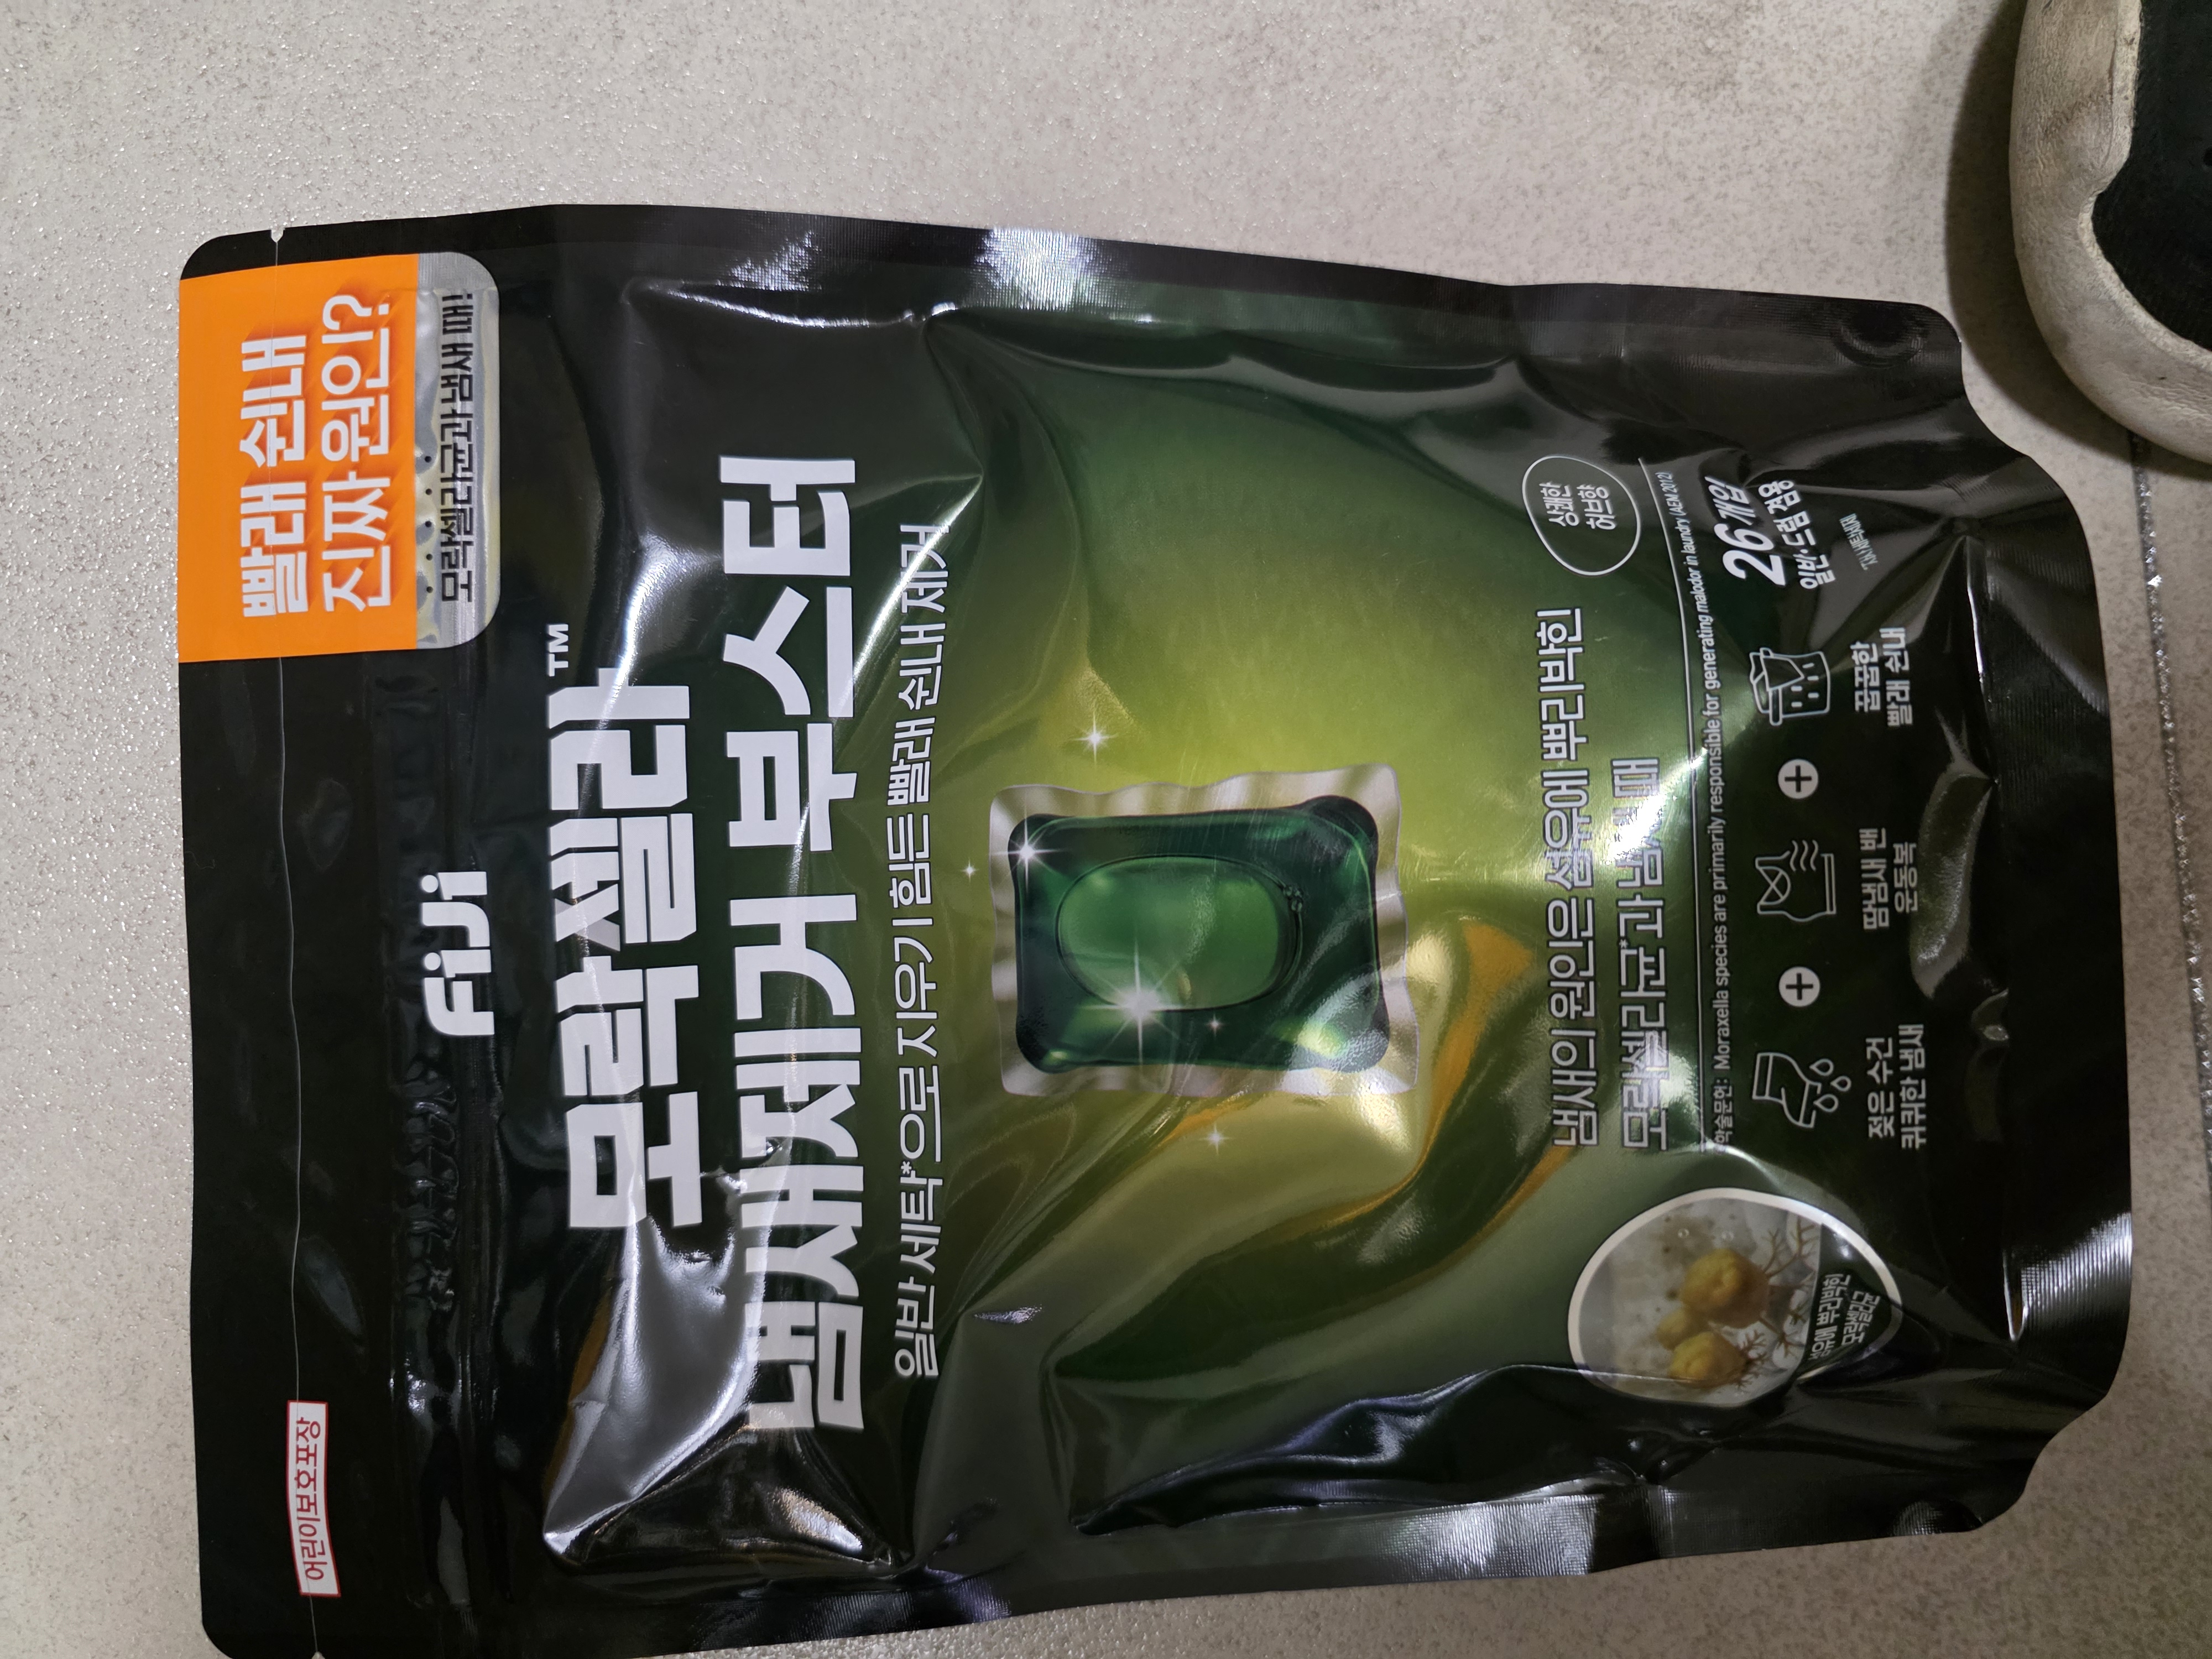 빨래 쉰내
진짜 원인!?
모락셀라균과 냄새 때!
어린이보호포장
FiJi
모락셀라™
냄새제거 부스터
일반 세탁*으로 지우기 힘든 빨래 쉰내 제거
냄새의 원인은 섬유에 뿌리박힌
모락셀라균*과 냄새 때
상쾌한
허브향
학술문헌: Moraxella species are primarily responsible for generating malodor in laundry (AEM 2012)
섬유에 뿌리박힌
모락셀라균
젖은 수건
퀴퀴한 냄새
+
땀냄새 밴
운동복
+
꿉꿉한
빨래 쉰내
26개입
일반·드럼 겸용